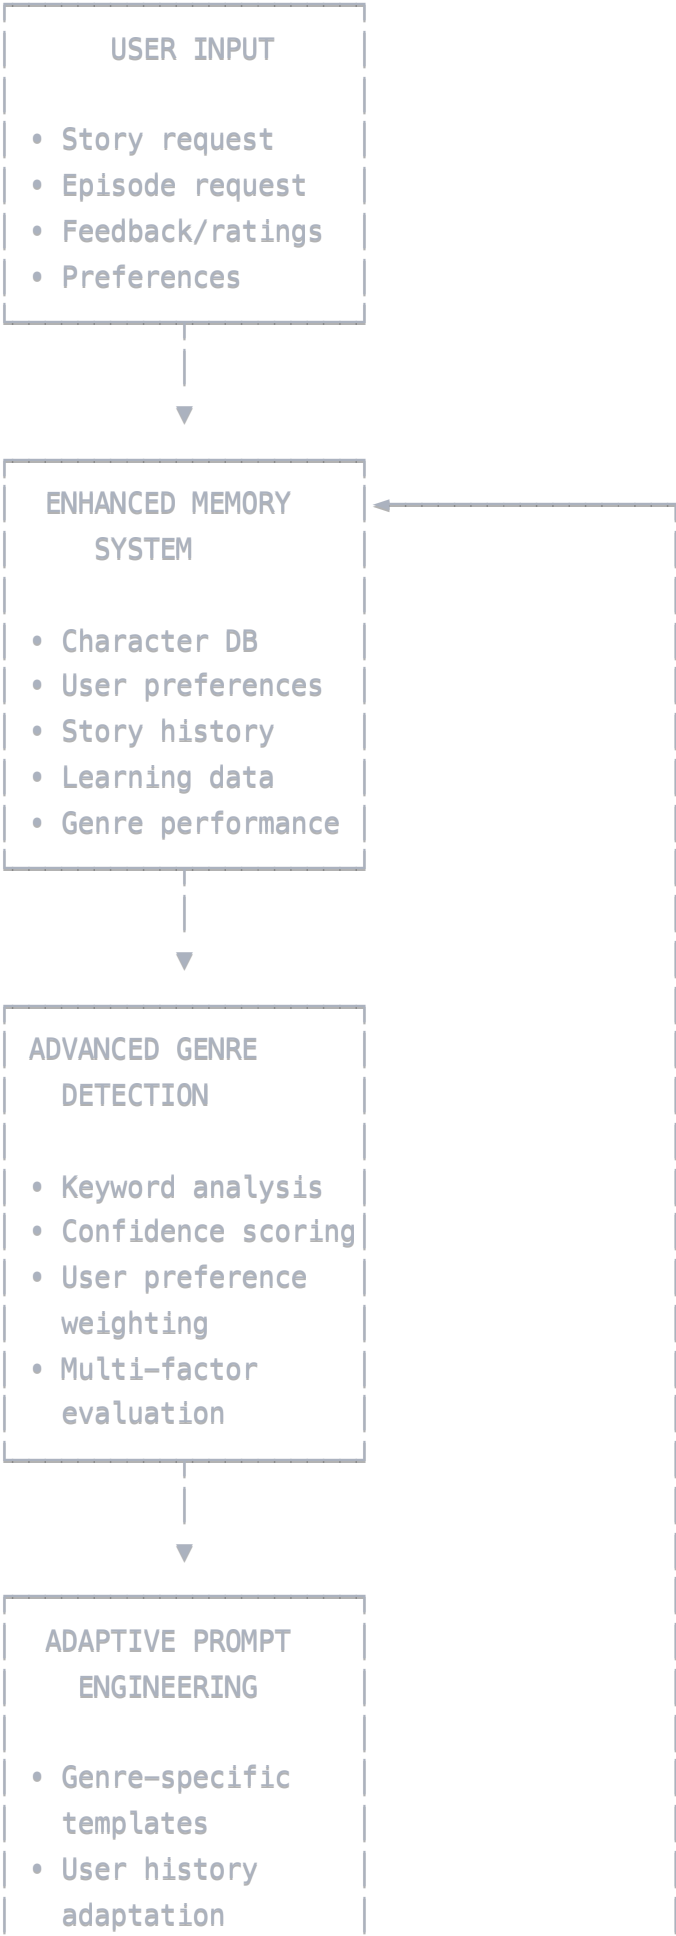 USER INPUT
• Story request
• Episode request
• Feedback/ratings
• Preferences
ENHANCED MEMORY
SYSTEM
• Character DB
• User preferences
• Story history
• Learning data
• Genre performance
ADVANCED GENRE
DETECTION
• Keyword analysis
• Confidence scoring
• User preference
weighting
• Multi-factor
evaluation
ADAPTIVE PROMPT
ENGINEERING
• Genre-specific
templates
• User history
adaptation